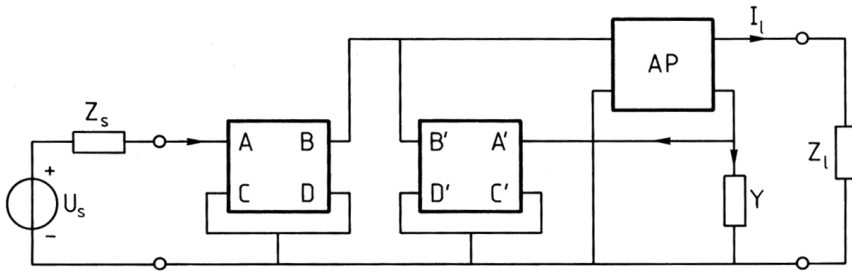 I_l
AP
Z_s
A B
B' A'
Z_l
+
C D
D' C'
U_s
Y
-